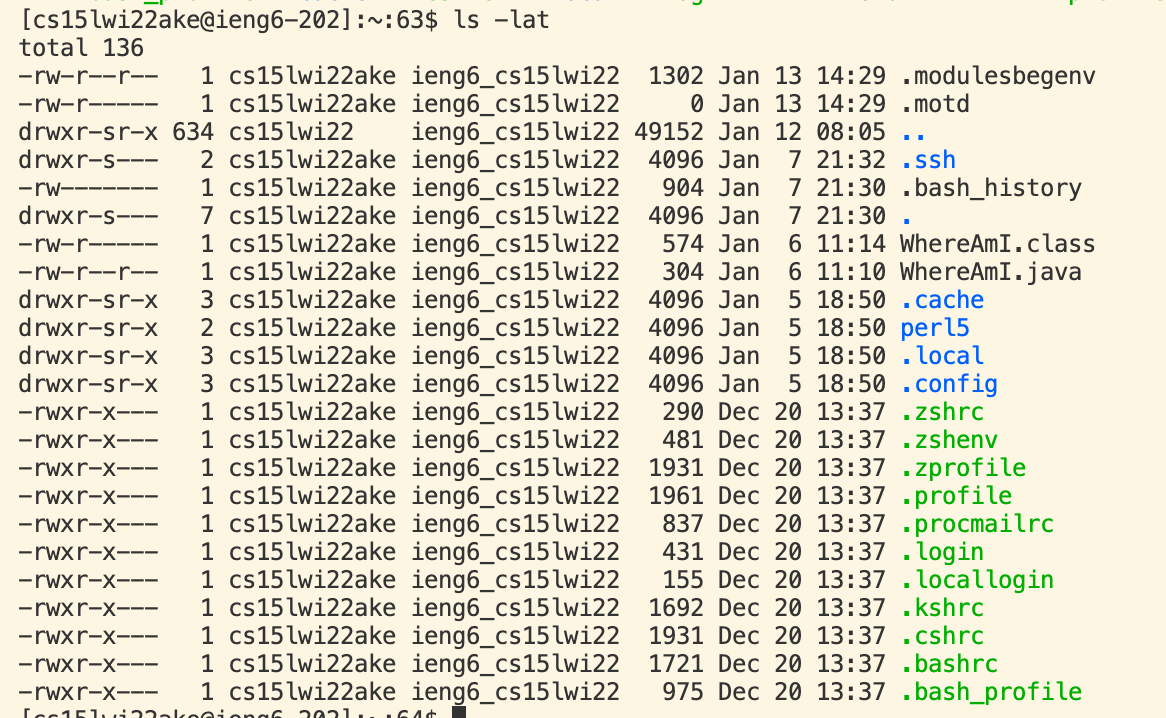 [cs15lwi22ake@ieng6-202]:~:63$ ls -lat
total 136
-rw-r--r--   1 cs15lwi22ake ieng6_cs15lwi22  1302 Jan 13 14:29 .modulesbegenv
-rw-r-----   1 cs15lwi22ake ieng6_cs15lwi22     0 Jan 13 14:29 .motd
drwxr-sr-x 634 cs15lwi22    ieng6_cs15lwi22 49152 Jan 12 08:05 ..
drwxr-s---   2 cs15lwi22ake ieng6_cs15lwi22  4096 Jan  7 21:32 .ssh
-rw-------   1 cs15lwi22ake ieng6_cs15lwi22   904 Jan  7 21:30 .bash_history
drwxr-s---   7 cs15lwi22ake ieng6_cs15lwi22  4096 Jan  7 21:30 .
-rw-r-----   1 cs15lwi22ake ieng6_cs15lwi22   574 Jan  6 11:14 WhereAmI.class
-rw-r--r--   1 cs15lwi22ake ieng6_cs15lwi22   304 Jan  6 11:10 WhereAmI.java
drwxr-sr-x   3 cs15lwi22ake ieng6_cs15lwi22  4096 Jan  5 18:50 .cache
drwxr-sr-x   2 cs15lwi22ake ieng6_cs15lwi22  4096 Jan  5 18:50 perl5
drwxr-sr-x   3 cs15lwi22ake ieng6_cs15lwi22  4096 Jan  5 18:50 .local
drwxr-sr-x   3 cs15lwi22ake ieng6_cs15lwi22  4096 Jan  5 18:50 .config
-rwxr-x---   1 cs15lwi22ake ieng6_cs15lwi22   290 Dec 20 13:37 .zshrc
-rwxr-x---   1 cs15lwi22ake ieng6_cs15lwi22   481 Dec 20 13:37 .zshenv
-rwxr-x---   1 cs15lwi22ake ieng6_cs15lwi22  1931 Dec 20 13:37 .zprofile
-rwxr-x---   1 cs15lwi22ake ieng6_cs15lwi22  1961 Dec 20 13:37 .profile
-rwxr-x---   1 cs15lwi22ake ieng6_cs15lwi22   837 Dec 20 13:37 .procmailrc
-rwxr-x---   1 cs15lwi22ake ieng6_cs15lwi22   431 Dec 20 13:37 .login
-rwxr-x---   1 cs15lwi22ake ieng6_cs15lwi22   155 Dec 20 13:37 .locallogin
-rwxr-x---   1 cs15lwi22ake ieng6_cs15lwi22  1692 Dec 20 13:37 .kshrc
-rwxr-x---   1 cs15lwi22ake ieng6_cs15lwi22  1931 Dec 20 13:37 .cshrc
-rwxr-x---   1 cs15lwi22ake ieng6_cs15lwi22  1721 Dec 20 13:37 .bashrc
-rwxr-x---   1 cs15lwi22ake ieng6_cs15lwi22   975 Dec 20 13:37 .bash_profile
[cs15lwi22ake@ieng6-202]:~:64$